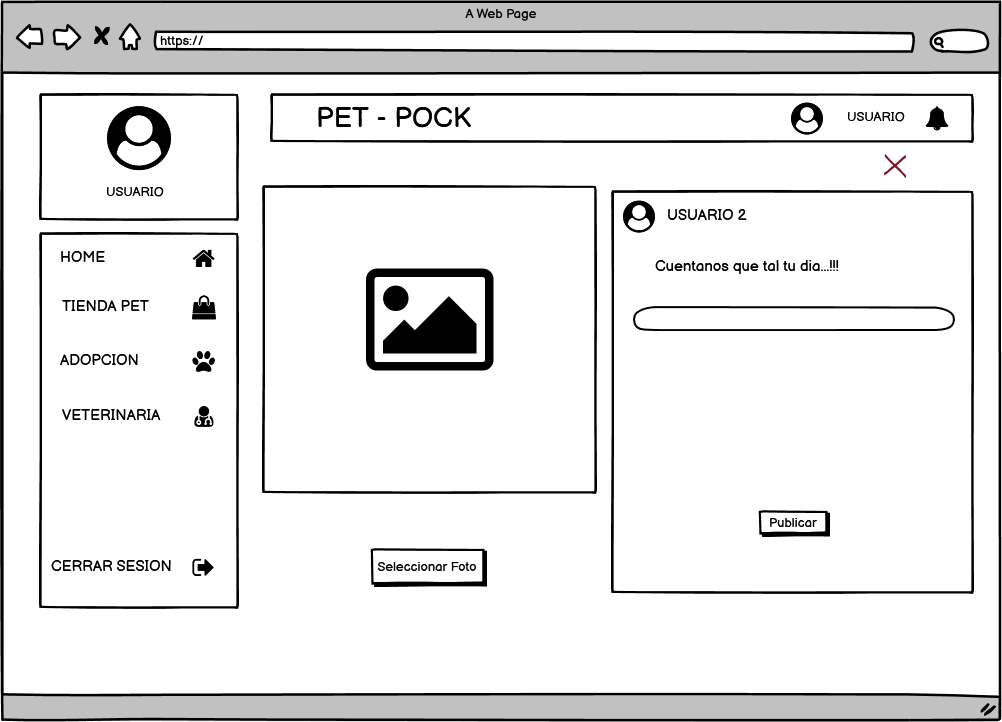 A Web Page
https://
USUARIO
PET - POCK
USUARIO
HOME
TIENDA PET
ADOPCION
VETERINARIA
CERRAR SESION
Seleccionar Foto
USUARIO 2
Cuentanos que tal tu dia...!!!
Publicar